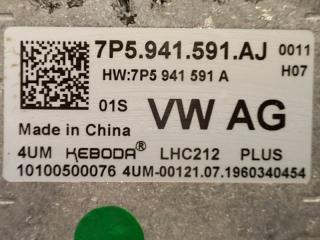 7P5.941.591.AJ 0011
HW:7P5 941 591 A H07
01S VW AG
Made in China
4UM KEBODA® LHC212 PLUS
10100500076 4UM-00121.07.1960340454